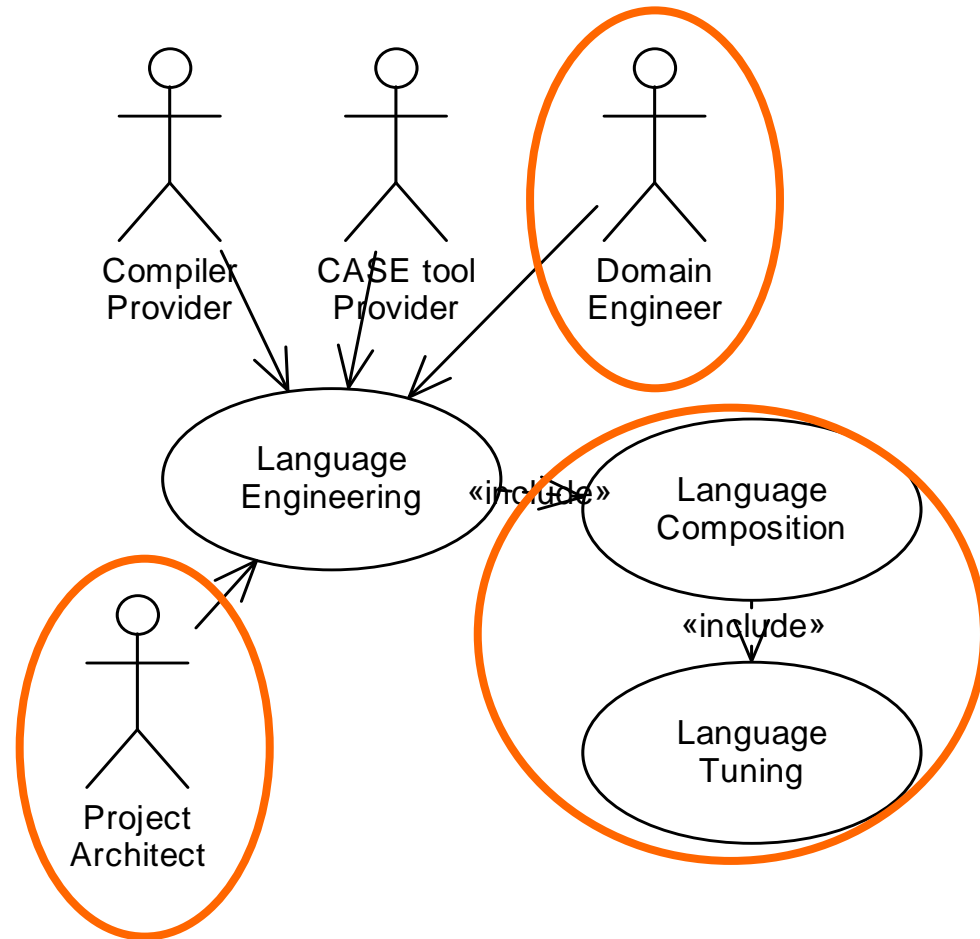 Compiler
Provider
CASE tool
Provider
Domain
Engineer
Language
Engineering
«include»
Language
Composition
«include»
Language
Tuning
Project
Architect